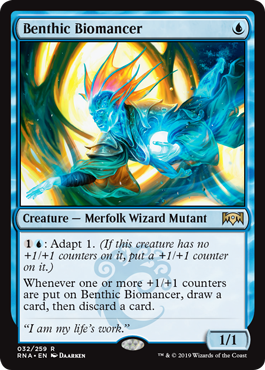 Benthic Biomancer
Creature — Merfolk Wizard Mutant
1: Adapt 1. (If this creature has no
+1/+1 counters on it, put a +1/+1 counter
on it.)
Whenever one or more +1/+1 counters
are put on Benthic Biomancer, draw a
card, then discard a card.
“I am my life’s work.”
1/1
032/259 R
RNA • EN DAARKEN
™ & © 2019 Wizards of the Coast